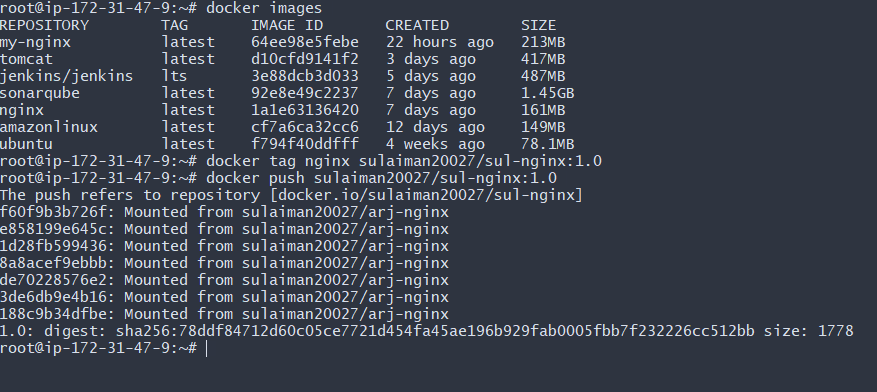 root@ip-172-31-47-9:~# docker images
REPOSITORY        TAG       IMAGE ID       CREATED        SIZE
my-nginx          latest    64ee98e5febe   22 hours ago   213MB
tomcat            latest    d10cfd9141f2   3 days ago     417MB
jenkins/jenkins   lts       3e88dcb3d033   5 days ago     487MB
sonarqube         latest    92e8e49c2237   7 days ago     1.45GB
nginx             latest    1a1e63136420   7 days ago     161MB
amazonlinux       latest    cf7a6ca32cc6   12 days ago    149MB
ubuntu            latest    f794f40ddfff   4 weeks ago    78.1MB
root@ip-172-31-47-9:~# docker tag nginx sulaiman20027/sul-nginx:1.0
root@ip-172-31-47-9:~# docker push sulaiman20027/sul-nginx:1.0
The push refers to repository [docker.io/sulaiman20027/sul-nginx]
f60f9b3b726f: Mounted from sulaiman20027/arj-nginx
e858199e645c: Mounted from sulaiman20027/arj-nginx
1d28fb599436: Mounted from sulaiman20027/arj-nginx
8a8acef9ebbb: Mounted from sulaiman20027/arj-nginx
de70228576e2: Mounted from sulaiman20027/arj-nginx
3de6db9e4b16: Mounted from sulaiman20027/arj-nginx
188c9b34dfbe: Mounted from sulaiman20027/arj-nginx
1.0: digest: sha256:78ddf84712d60c05ce7721d454fa45ae196b929fab0005fbb7f232226cc512bb size: 1778
root@ip-172-31-47-9:~#